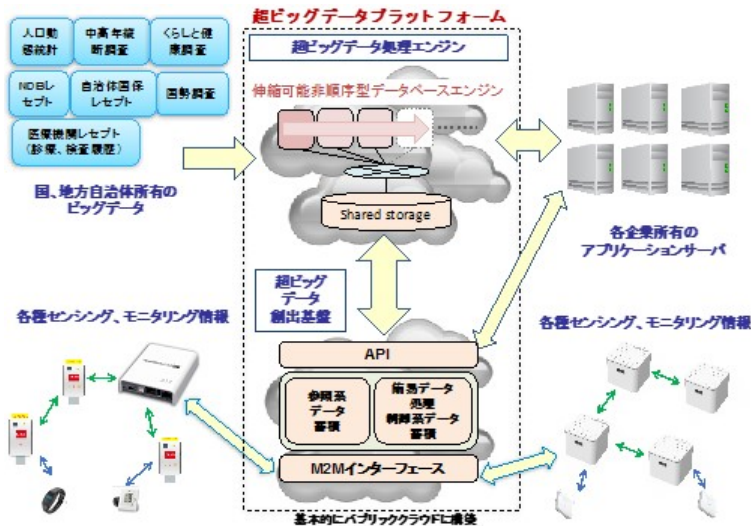 超ビッグデータプラットフォーム
人口動
態統計
中高年縦
断調査
くらしと健
康調査
NDBレ
セプト
自治体国保
レセプト
国勢調査
医療機関レセプト
(診療、検査履歴)
国、地方自治体所有の
ビッグデータ
超ビッグデータ処理エンジン
伸縮可能非順序型データベースエンジン
Shared storage
各企業所有の
アプリケーションサーバ
超ビッグ
データ
創出基盤
各種センシング、モニタリング情報
API
参照系
データ
蓄積
簡易データ
処理
制御系データ
蓄積
M2Mインターフェース
各種センシング、モニタリング情報
基本的にパブリッククラウドに構築